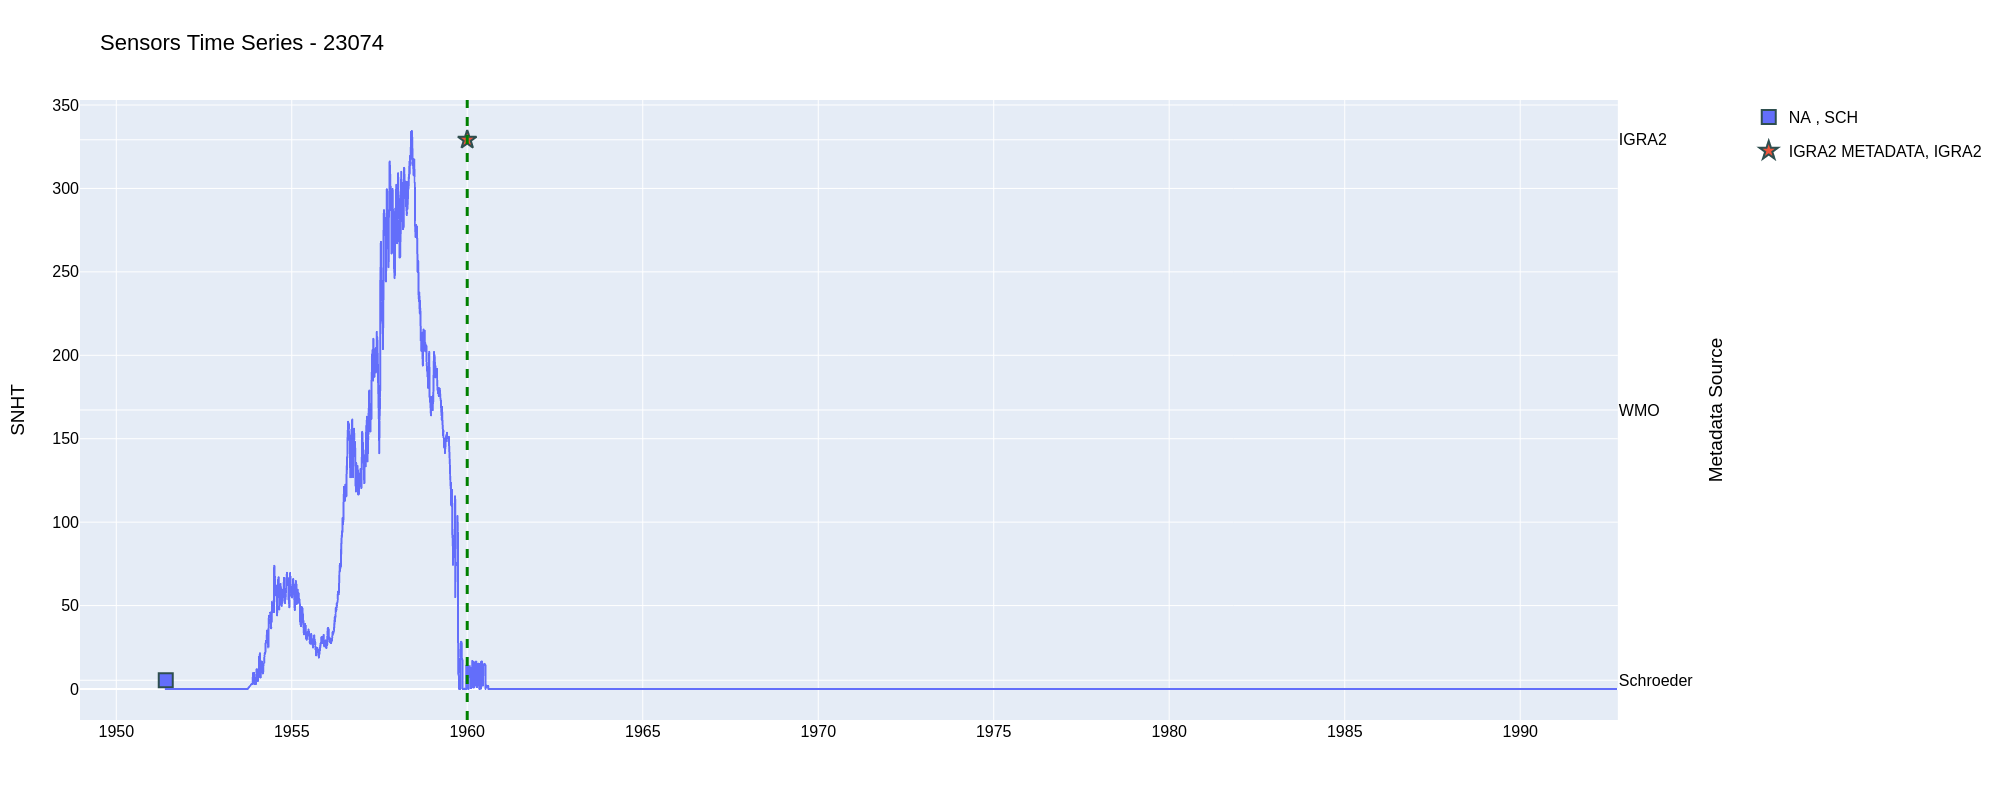 Sensors Time Series - 23074
350
300
250
200
150
100
50
0
SNHT
1950 1955 1960 1965 1970 1975 1980 1985 1990
IGRA2
WMO
Schroeder
Metadata Source
NA , SCH
IGRA2 METADATA, IGRA2